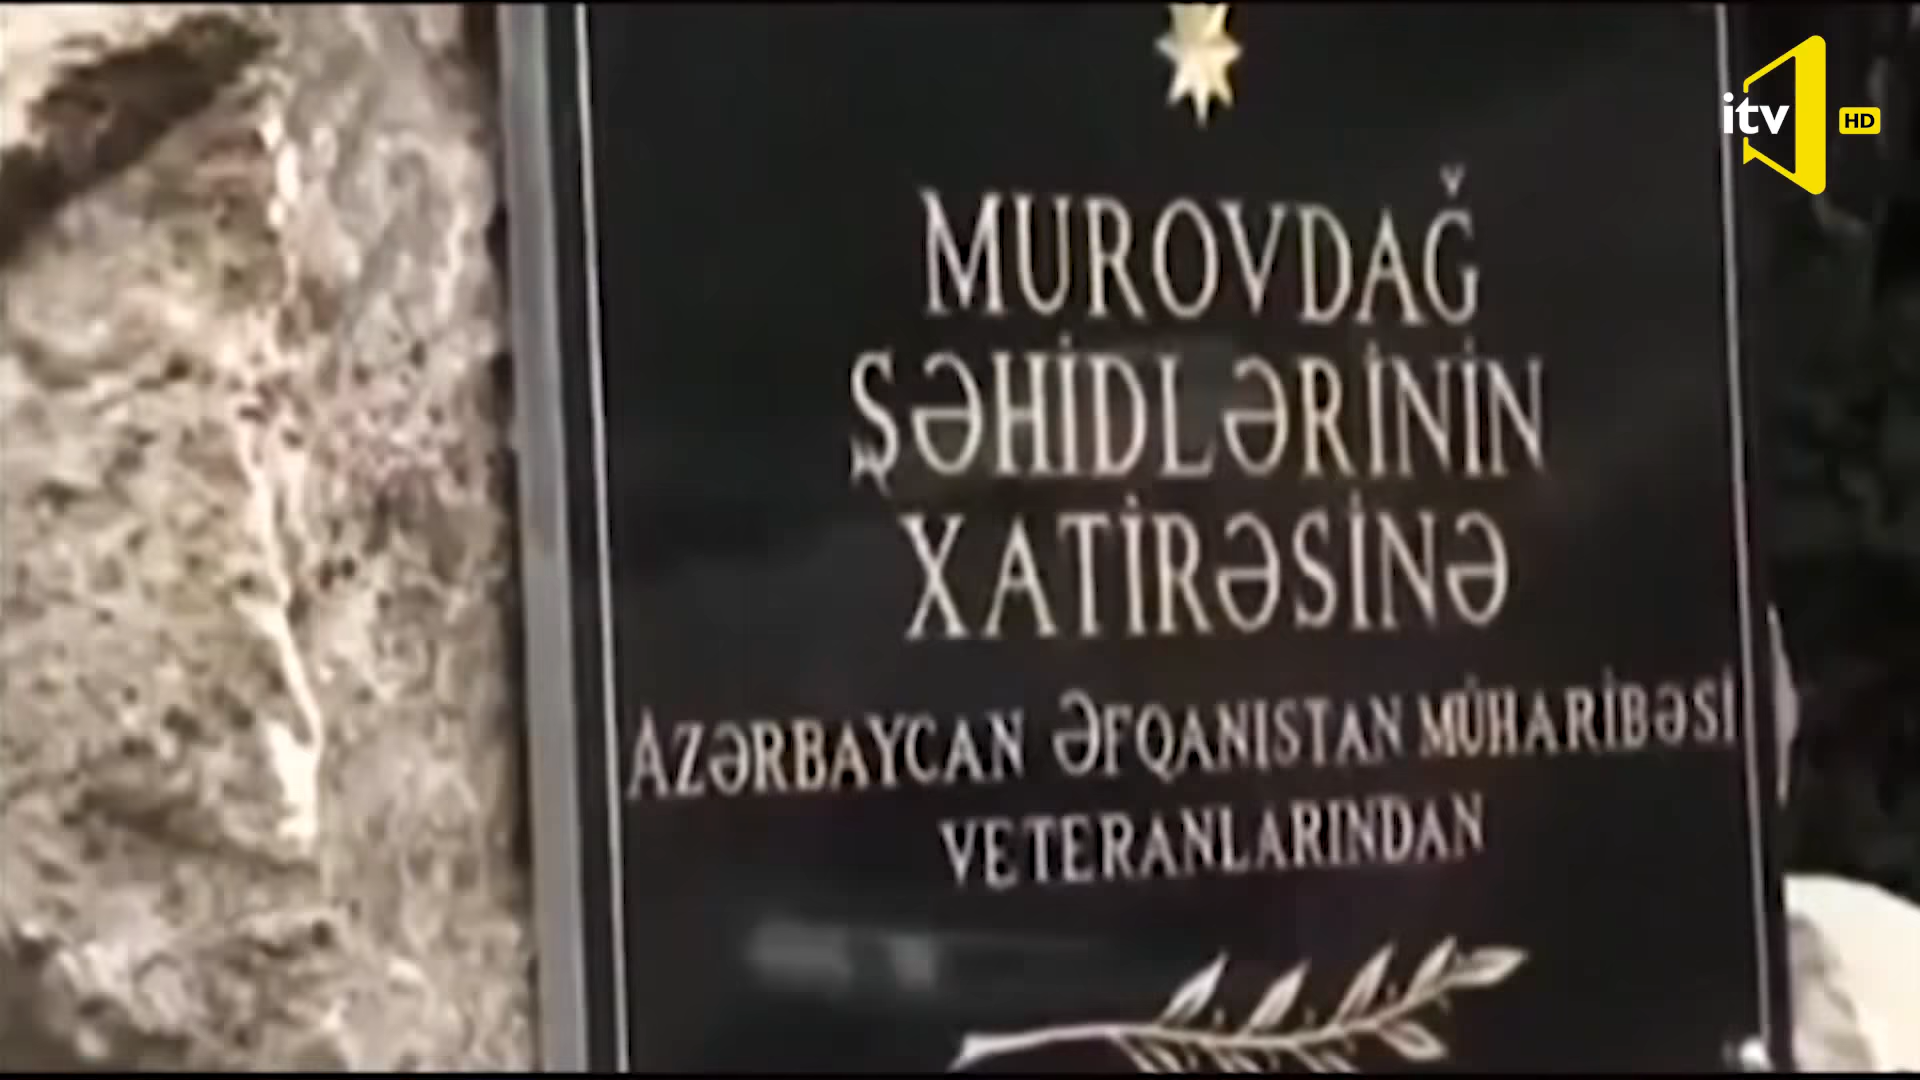 itv HD
MUROVDAĞ
ŞƏHİDLƏRİNİN
XATİRƏSİNƏ
AZƏRBAYCAN ƏFQANISTAN MÜHARİBƏSİ
VETERANLARINDAN